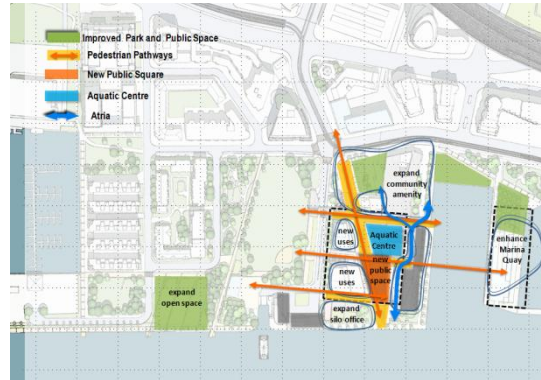 Improved Park and Public Space
Pedestrian Pathways
New Public Square
Aquatic Centre
Atria
expand
community
amenity
new
uses
Aquatic
Centre
enhance
Marina
Quay
new
public
space
new
uses
expand
open space
expand
silo office